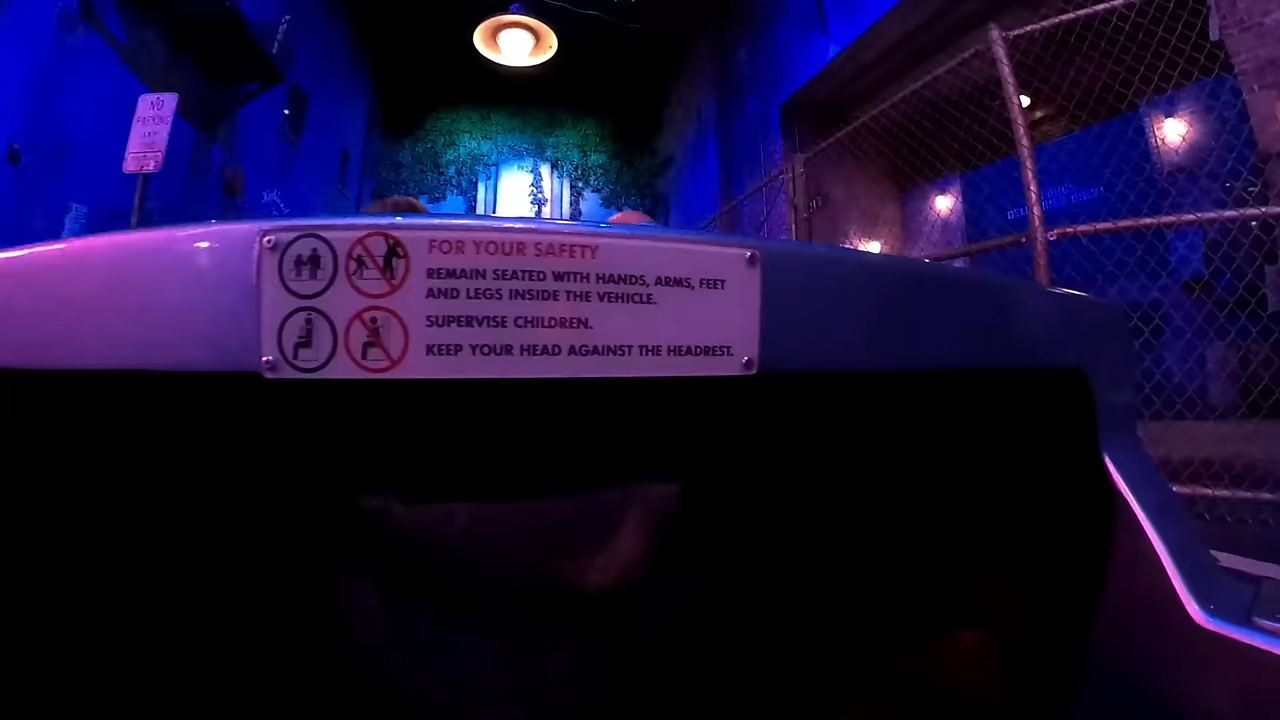 NO
PARKING
ANY
FOR YOUR SAFETY
REMAIN SEATED WITH HANDS, ARMS, FEET
AND LEGS INSIDE THE VEHICLE.
SUPERVISE CHILDREN.
KEEP YOUR HEAD AGAINST THE HEADREST.